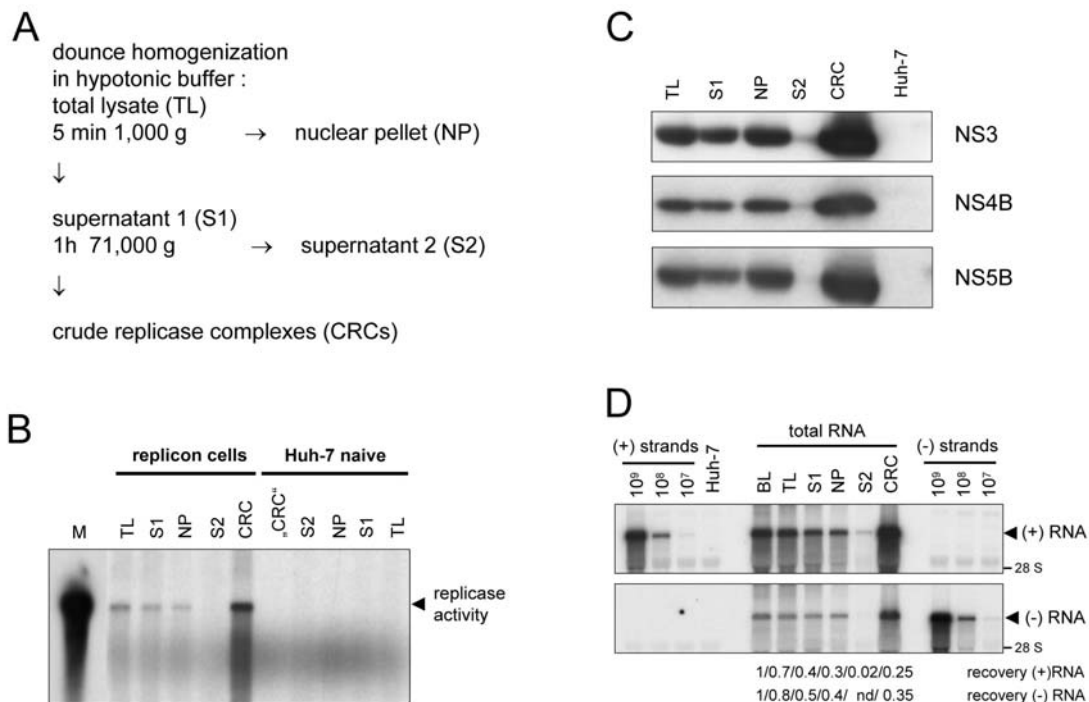 A
dounce homogenization
in hypotonic buffer :
total lysate (TL)
5 min 1,000 g → nuclear pellet (NP)
↓
supernatant 1 (S1)
1h 71,000 g → supernatant 2 (S2)
↓
crude replicase complexes (CRCs)
B
replicon cells Huh-7 naive
M TL S1 NP S2 CRC „CRC“ S2 NP S1 TL
replicase
activity
C
TL S1 NP S2 CRC Huh-7
NS3
NS4B
NS5B
D
total RNA
(+) strands (-) strands
10⁹ 10⁸ 10⁷ Huh-7 BL TL S1 NP S2 CRC 10⁹ 10⁸ 10⁷
(+) RNA
28 S
(-) RNA
28 S
1/0.7/0.4/0.3/0.02/0.25 recovery (+)RNA
1/0.8/0.5/0.4/ nd/ 0.35 recovery (-) RNA